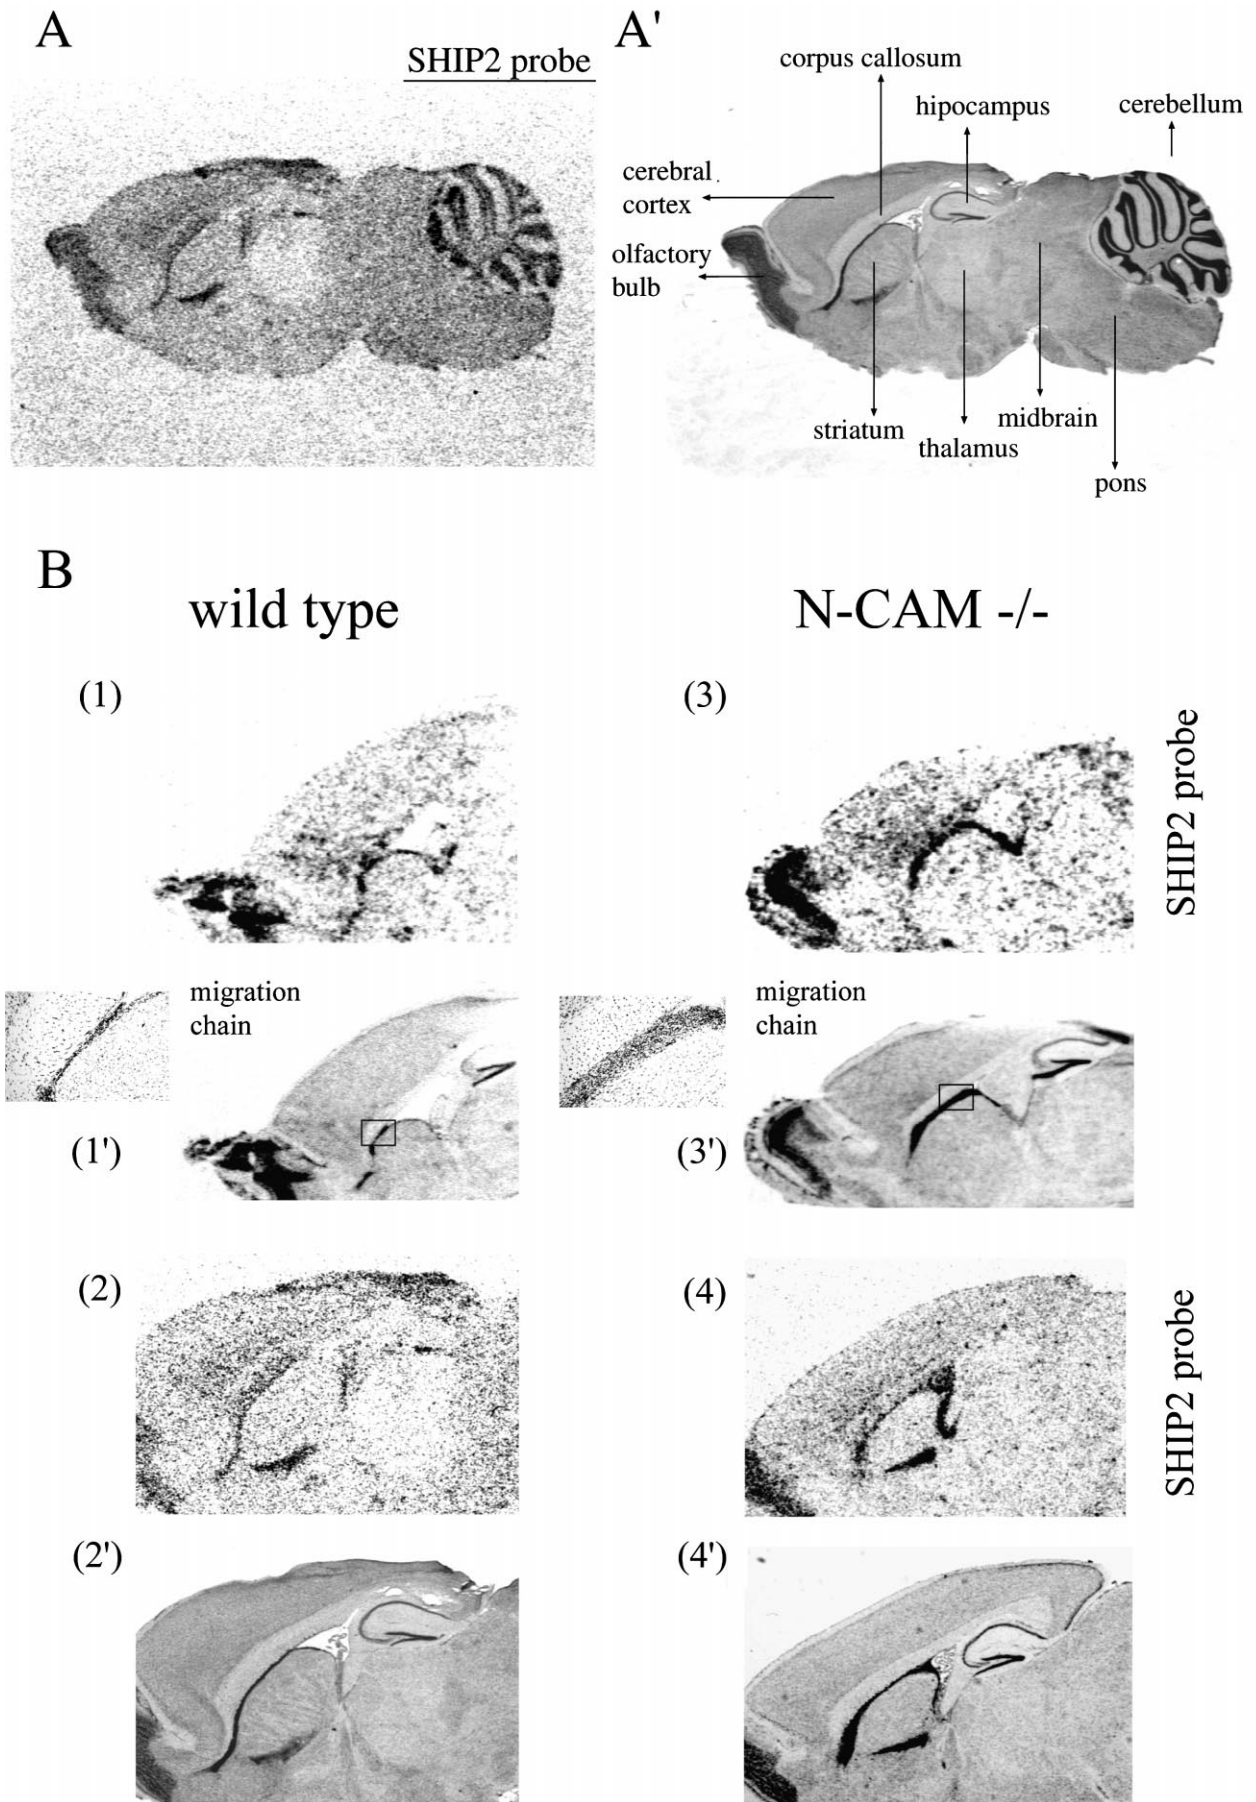 A
SHIP2 probe
A'
corpus callosum
hipocampus
cerebellum
cerebral
cortex
olfactory
bulb
striatum
thalamus
midbrain
pons
B
wild type
N-CAM -/-
(1)
(3)
SHIP2 probe
migration
chain
migration
chain
(1')
(3')
(2)
(4)
SHIP2 probe
(2')
(4')